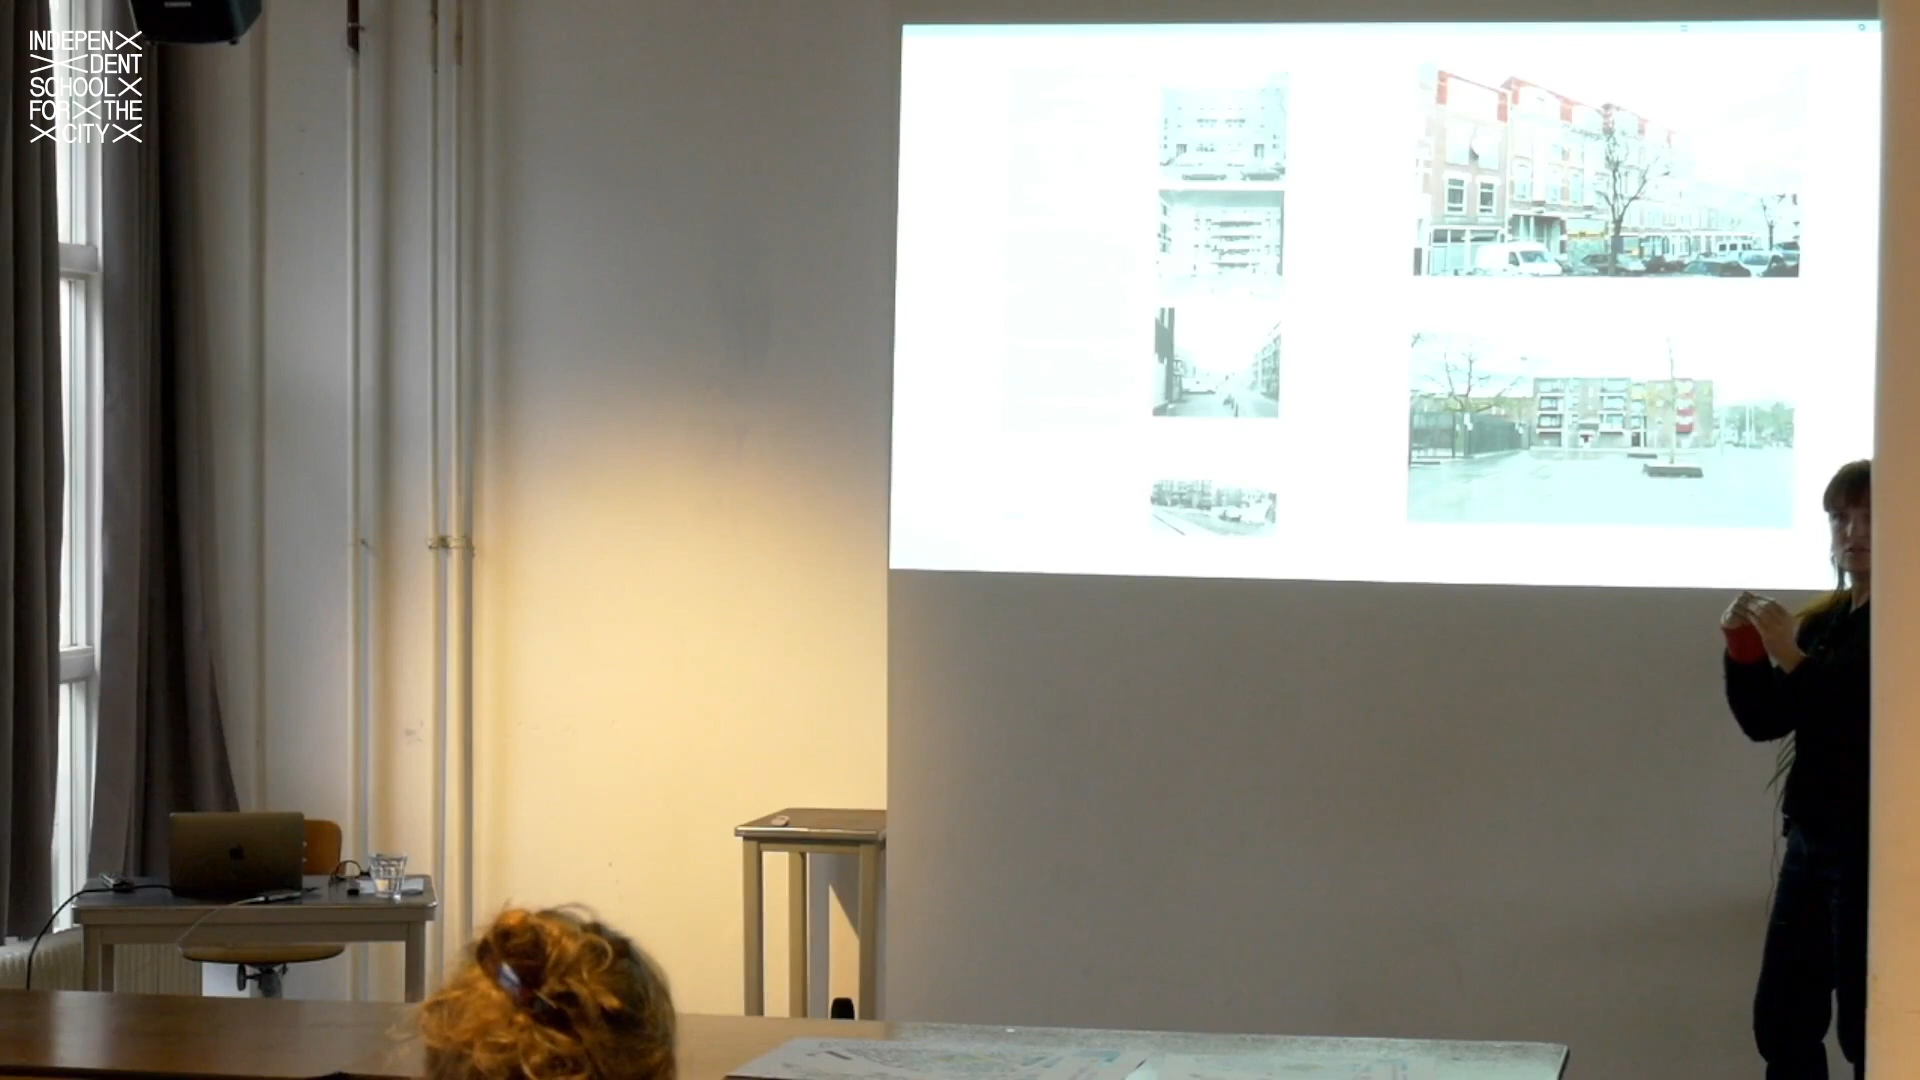 INDEPEN
DENT
SCHOOL
FOR THE
CITY